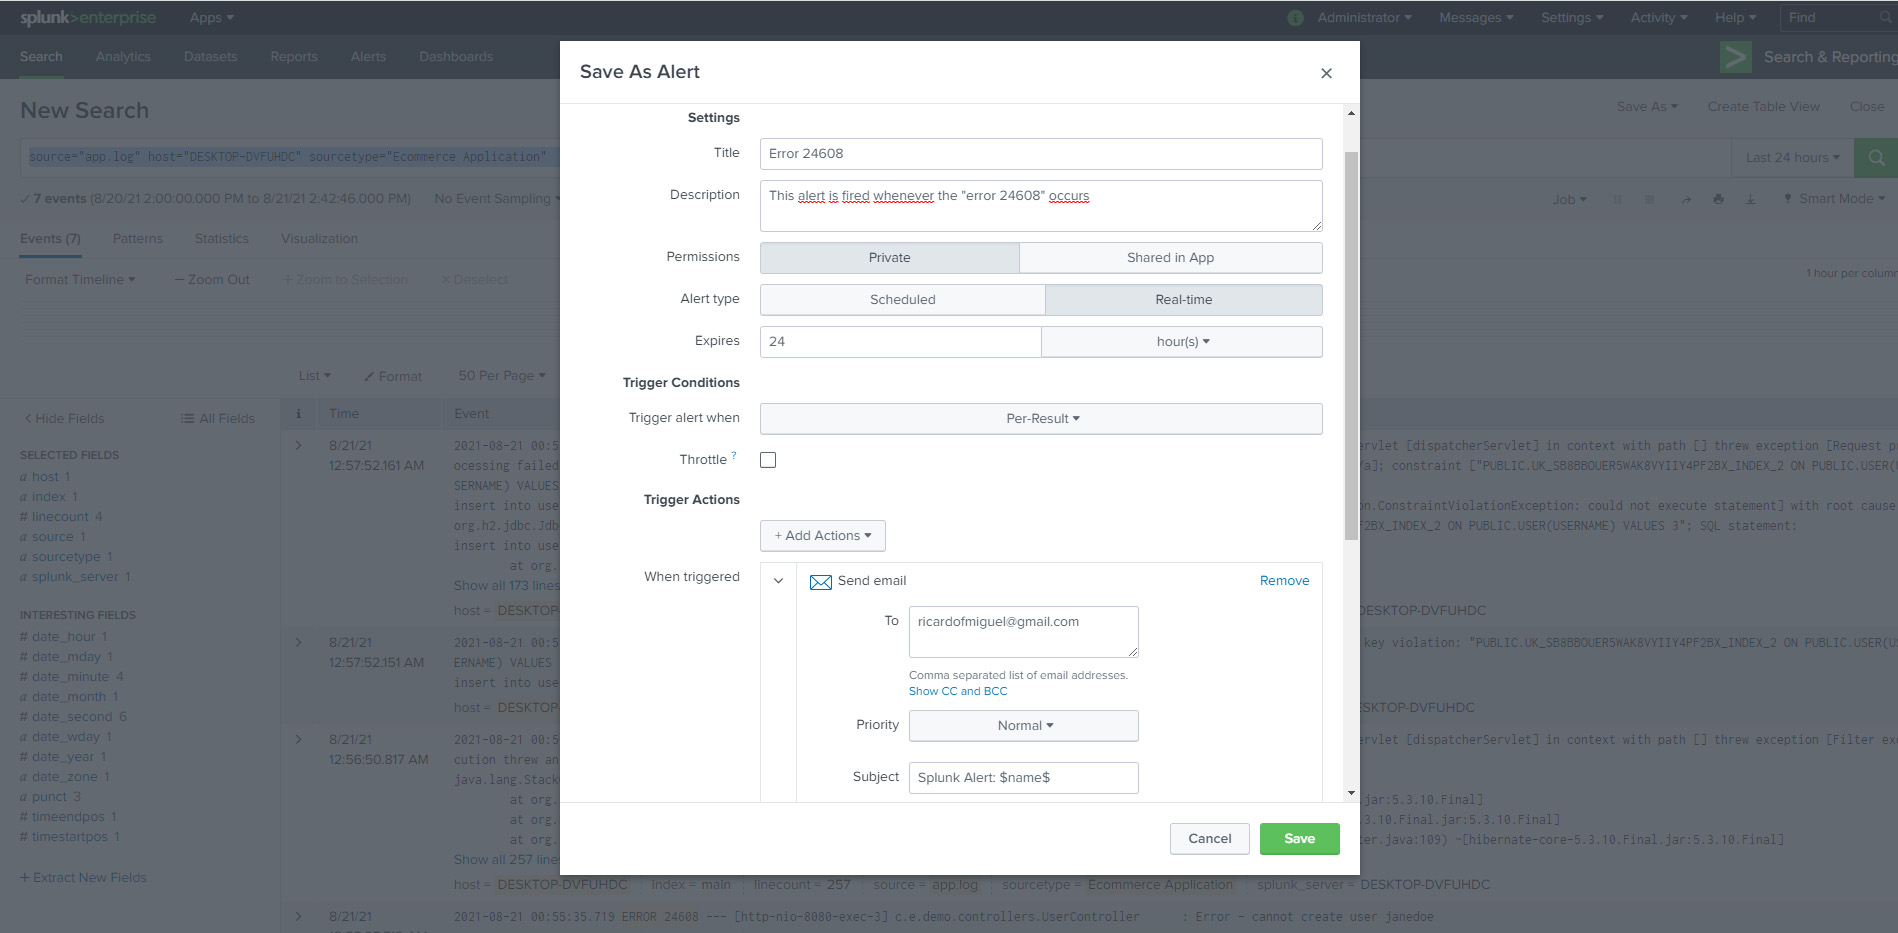 splunk>enterprise Apps Administrator Messages Settings Activity Help Find
Search Analytics Datasets Reports Alerts Dashboards Search & Reporting
New Search Save As Create Table View Close
source="app.log" host="DESKTOP-DVFUHDC" sourcetype="Ecommerce Application" Last 24 hours
✓ 7 events (8/20/21 2:00:00.000 PM to 8/21/21 2:42:46.000 PM) No Event Sampling Job Smart Mode
Events (7) Patterns Statistics Visualization
Format Timeline — Zoom Out + Zoom to Selection × Deselect 1 hour per column
List Format 50 Per Page
Hide Fields All Fields
SELECTED FIELDS
a host 1
a index 1
# linecount 4
a source 1
a sourcetype 1
a splunk_server 1
INTERESTING FIELDS
# date_hour 1
# date_mday 1
# date_minute 4
a date_month 1
# date_second 6
a date_wday 1
# date_year 1
a date_zone 1
a punct 3
# timeendpos 1
# timestartpos 1
+ Extract New Fields
i Time Event
8/21/21
12:57:52.161 AM
2021-08-21 00:5
ocessing failed
SERNAME) VALUES
insert into use
org.h2.jdbc.Jdb
insert into use
at org.
Show all 173 lines
host = DESKTOP-
rvlet [dispatcherServlet] in context with path [] threw exception [Request p
/a]; constraint ["PUBLIC.UK_SB8BBOUER5WAK8VYIIY4PF2BX_INDEX_2 ON PUBLIC.USER(U
on.ConstraintViolationException: could not execute statement] with root cause
F2BX_INDEX_2 ON PUBLIC.USER(USERNAME) VALUES 3"; SQL statement:
DESKTOP-DVFUHDC
8/21/21
12:57:52.151 AM
2021-08-21 00:5
ERNAME) VALUES
insert into use
host = DESKTOP-
key violation: "PUBLIC.UK_SB8BBOUER5WAK8VYIIY4PF2BX_INDEX_2 ON PUBLIC.USER(US
ESKTOP-DVFUHDC
8/21/21
12:56:50.817 AM
2021-08-21 00:5
cution threw an
java.lang.Stack
at org.
at org.
at org.
Show all 257 lines
rvlet [dispatcherServlet] in context with path [] threw exception [Filter exe
jar:5.3.10.Final]
.3.10.Final.jar:5.3.10.Final]
ter.java:109) ~[hibernate-core-5.3.10.Final.jar:5.3.10.Final]
host = DESKTOP-DVFUHDC index = main linecount = 257 source = app.log sourcetype = Ecommerce Application splunk_server = DESKTOP-DVFUHDC
8/21/21 2021-08-21 00:55:35.719 ERROR 24608 --- [http-nio-8080-exec-3] c.e.demo.controllers.UserController : Error - cannot create user janedoe
Save As Alert
Settings
Title Error 24608
Description This alert is fired whenever the "error 24608" occurs
Permissions Private Shared in App
Alert type Scheduled Real-time
Expires 24 hour(s)
Trigger Conditions
Trigger alert when Per-Result
Throttle ?
Trigger Actions
+ Add Actions
When triggered Send email Remove
To ricardofmiguel@gmail.com
Comma separated list of email addresses.
Show CC and BCC
Priority Normal
Subject Splunk Alert: $name$
Cancel Save